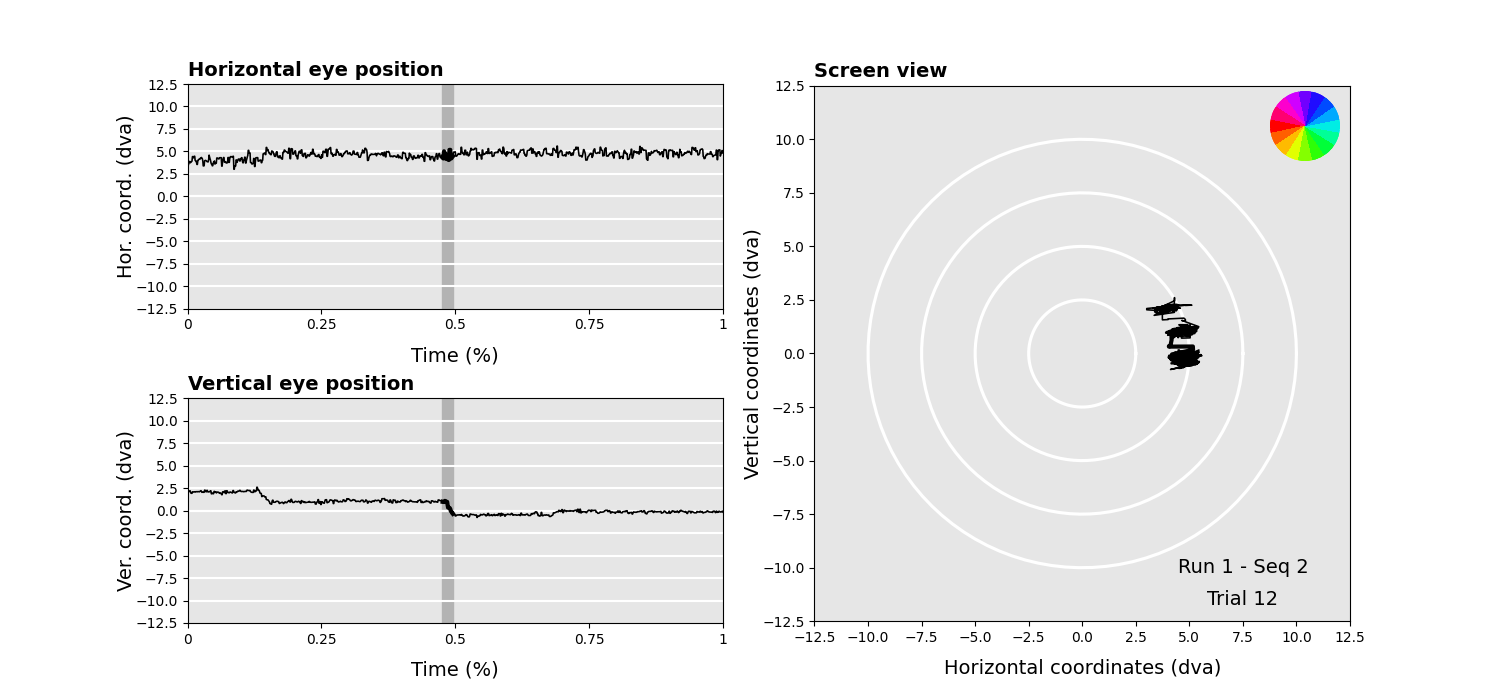 Horizontal eye position
Hor. coord. (dva)
12.5
10.0
7.5
5.0
2.5
0.0
−2.5
−5.0
−7.5
−10.0
−12.5
0 0.25 0.5 0.75 1
Time (%)
Vertical eye position
Ver. coord. (dva)
12.5
10.0
7.5
5.0
2.5
0.0
−2.5
−5.0
−7.5
−10.0
−12.5
0 0.25 0.5 0.75 1
Time (%)
Screen view
Vertical coordinates (dva)
12.5
10.0
7.5
5.0
2.5
0.0
−2.5
−5.0
−7.5
−10.0
−12.5
Run 1 - Seq 2
Trial 12
−12.5 −10.0 −7.5 −5.0 −2.5 0.0 2.5 5.0 7.5 10.0 12.5
Horizontal coordinates (dva)